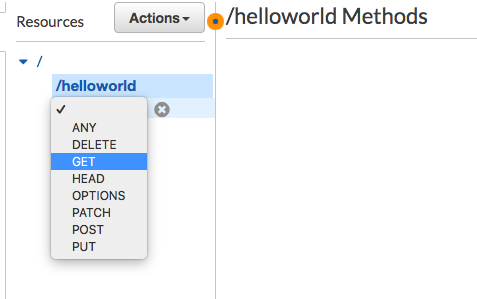 Resources
Actions
/helloworld Methods
/
/helloworld
ANY
DELETE
GET
HEAD
OPTIONS
PATCH
POST
PUT